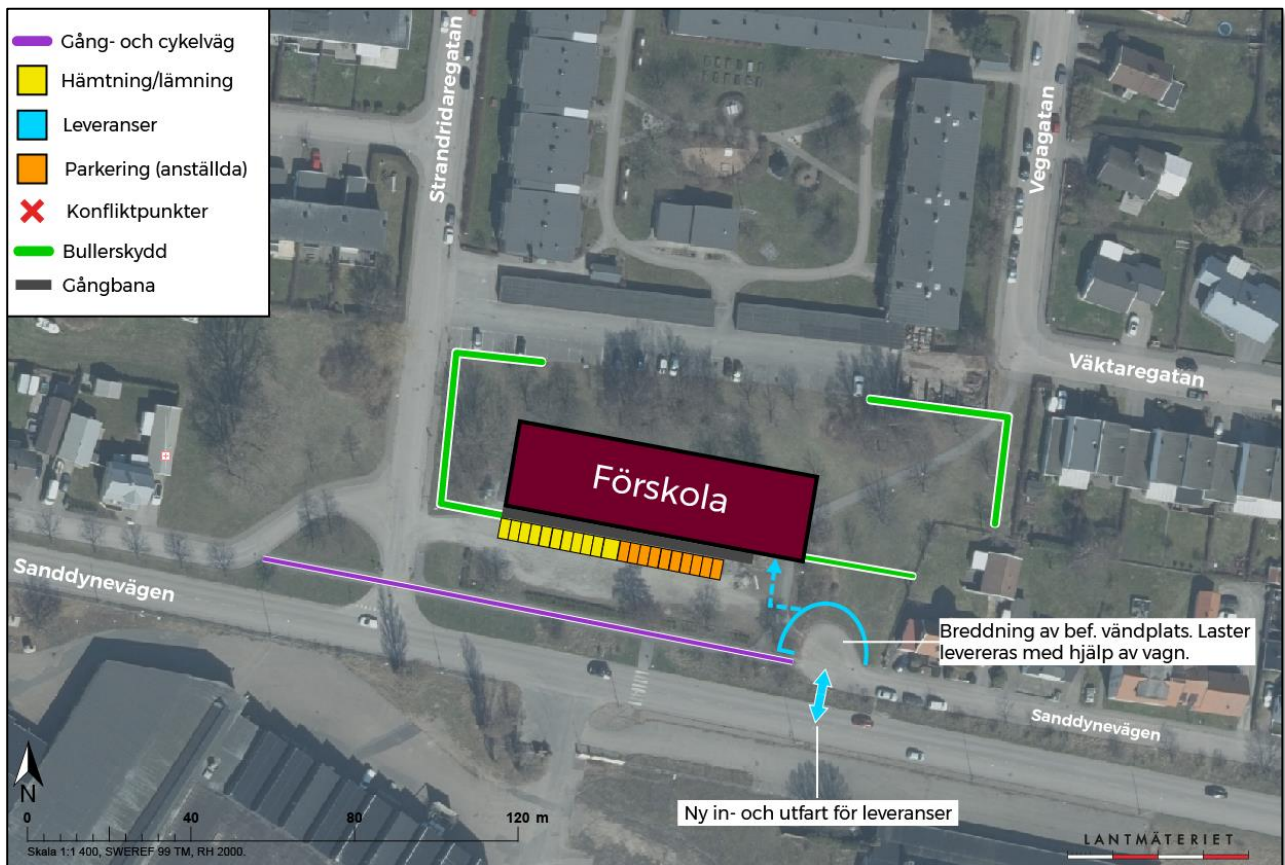 Gång- och cykelväg
Hämtning/lämning
Leveranser
Parkering (anställda)
Konfliktpunkter
Bullerskydd
Gångbana
Strandridaregatan
Vegagatan
Väktaregatan
Förskola
Sanddynevägen
Breddning av bef. vändplats. Laster
levereras med hjälp av vagn.
Sanddynevägen
Ny in- och utfart för leveranser
N
0 40 80 120 m
Skala 1:1 400, SWEREF 99 TM, RH 2000.
LANTMÄTERIET